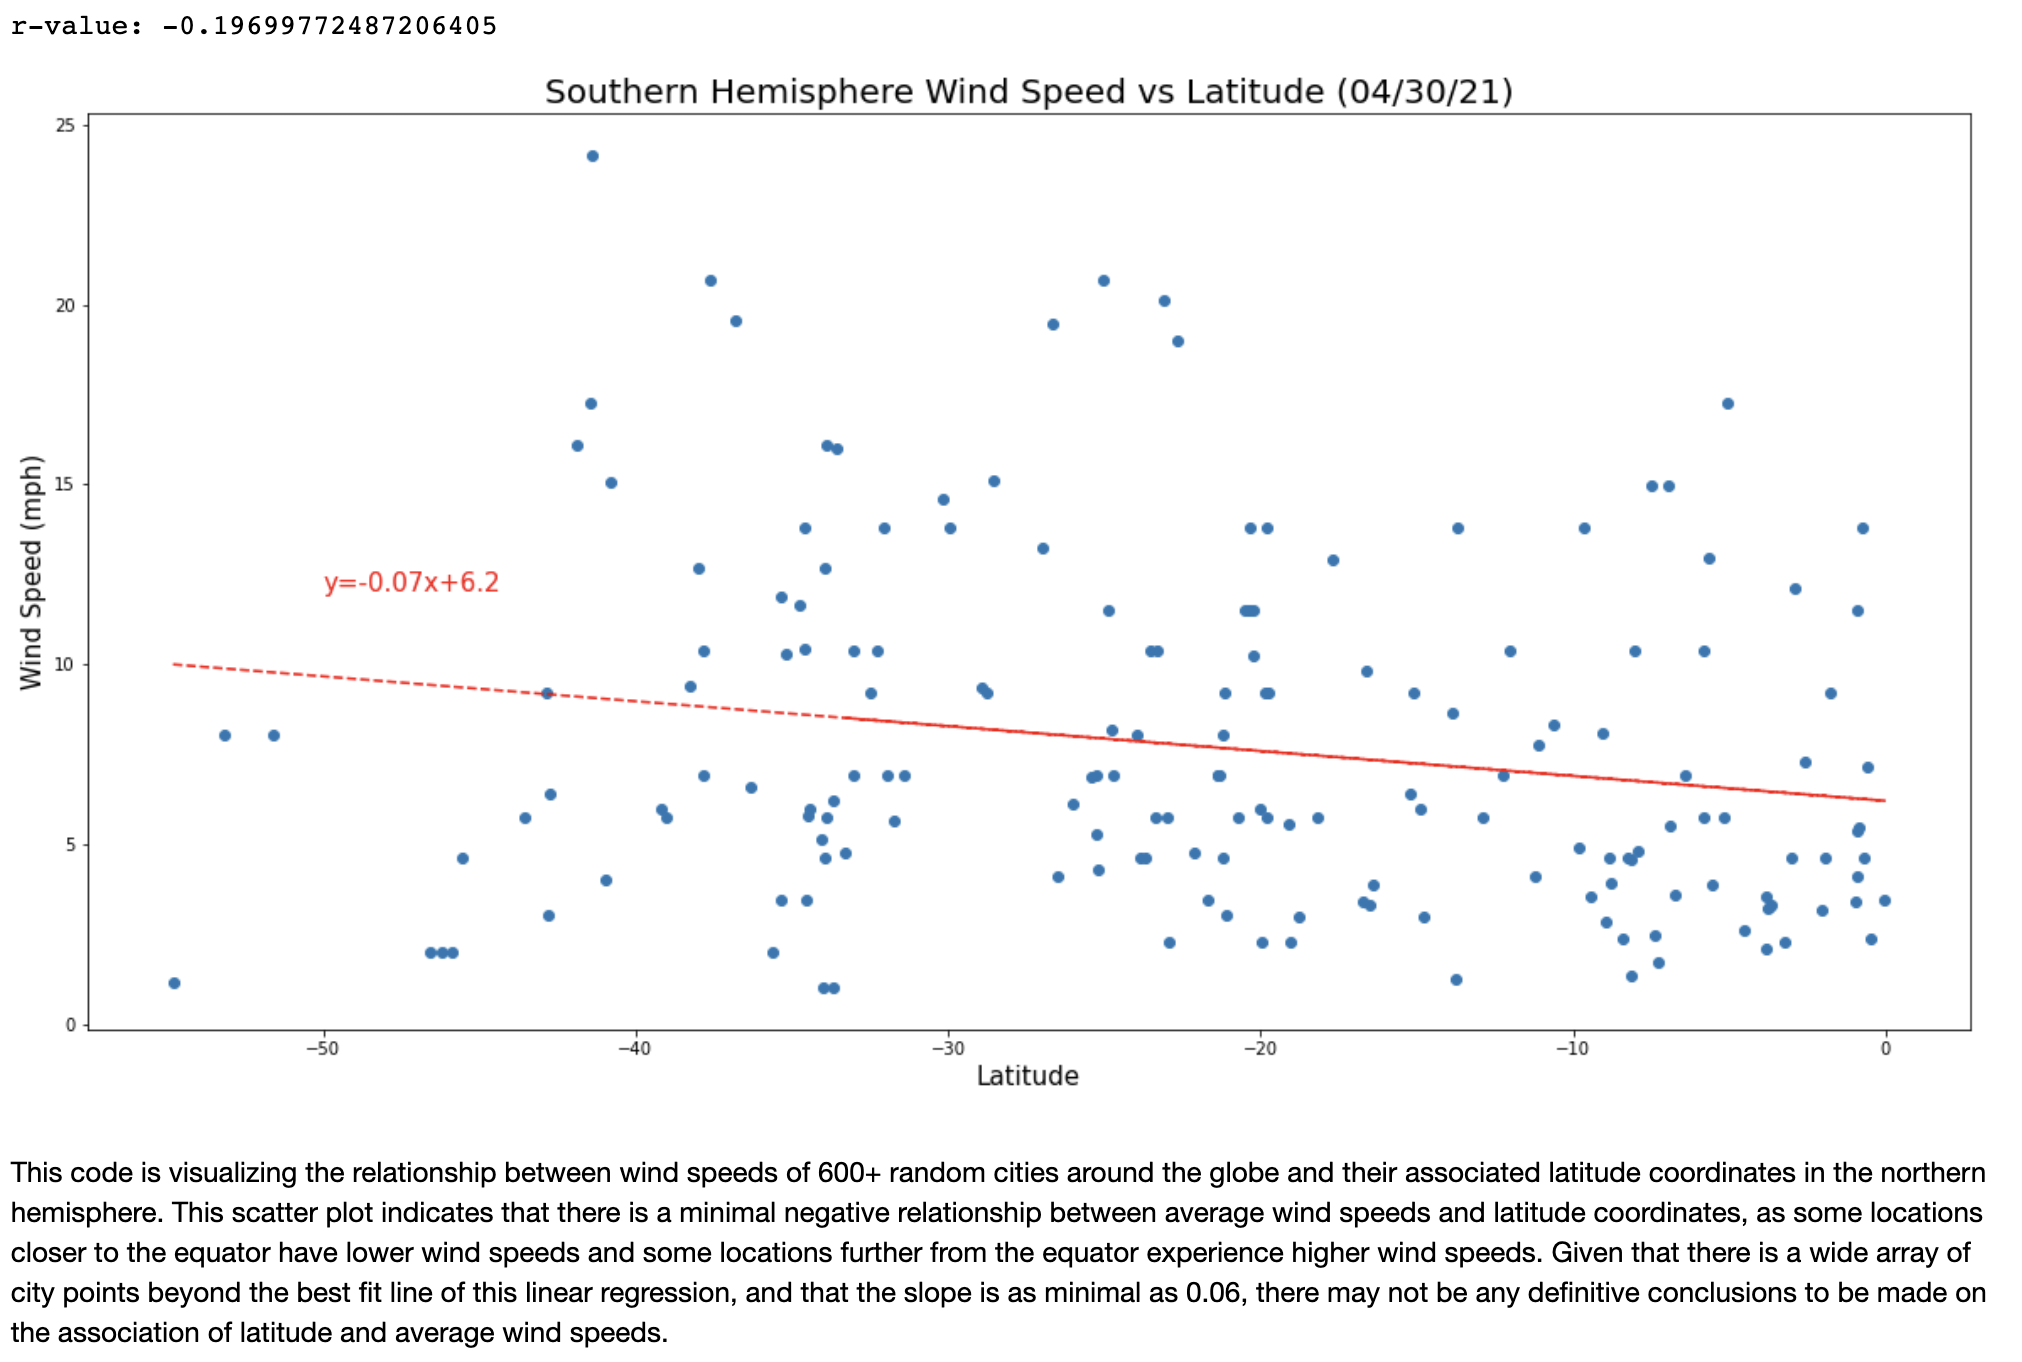 r-value: -0.19699772487206405
Southern Hemisphere Wind Speed vs Latitude (04/30/21)
25
20
15
10
5
0
Wind Speed (mph)
y=-0.07x+6.2
−50
−40
−30
−20
−10
0
Latitude
This code is visualizing the relationship between wind speeds of 600+ random cities around the globe and their associated latitude coordinates in the northern
hemisphere. This scatter plot indicates that there is a minimal negative relationship between average wind speeds and latitude coordinates, as some locations
closer to the equator have lower wind speeds and some locations further from the equator experience higher wind speeds. Given that there is a wide array of
city points beyond the best fit line of this linear regression, and that the slope is as minimal as 0.06, there may not be any definitive conclusions to be made on
the association of latitude and average wind speeds.